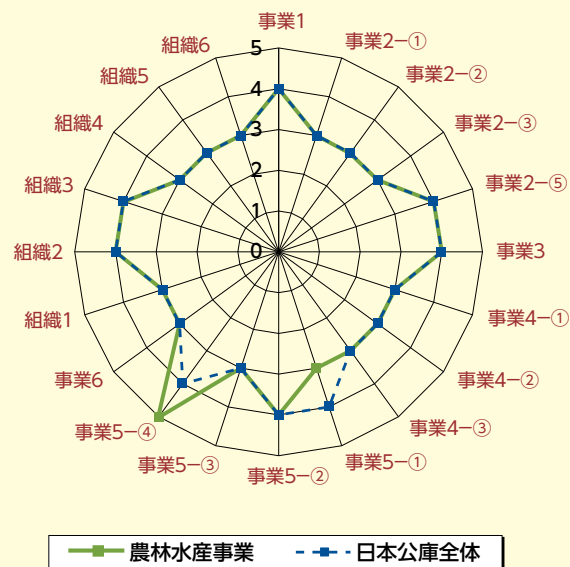 事業1
事業2−①
事業2−②
事業2−③
事業2−⑤
事業3
事業4−①
事業4−②
事業4−③
事業5−①
事業5−②
事業5−③
事業5−④
事業6
組織1
組織2
組織3
組織4
組織5
組織6
5
4
3
2
1
0
農林水産事業 日本公庫全体